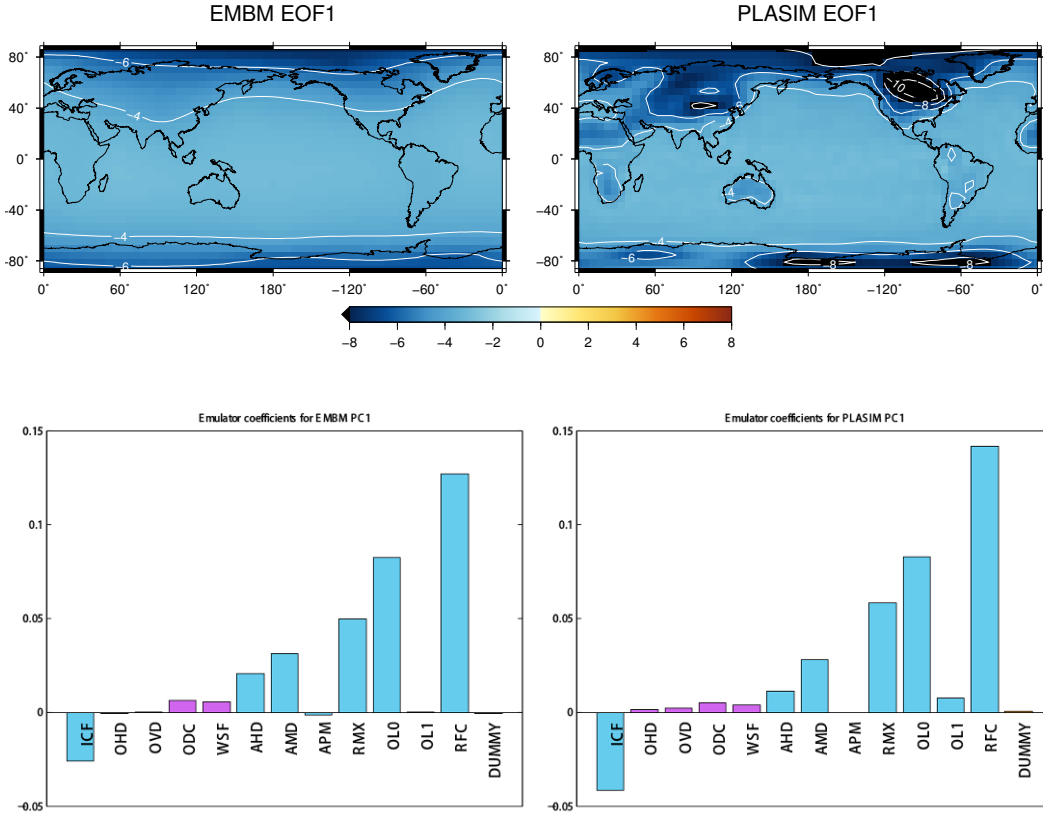 EMBM EOF1 PLASIM EOF1
80˚ 80˚
40˚ 40˚
0˚ 0˚
-40˚ −40˚
-80˚ −80˚
−6 −4 −4 −6
−10 −8 −6 −4 −4 −4 −4 −6 −8 −8
0˚ 60˚ 120˚ 180˚ −120˚ −60˚ 0˚ 0˚ 60˚ 120˚ 180˚ −120˚ −60˚ 0˚
−8 −6 −4 −2 0 2 4 6 8
Emulator coefficients for EMBM PC1
0.15
0.1
0.05
0
−0.05
ICF OHD OVD ODC WSF AHD AMD APM RMX OL0 OL1 RFC DUMMY
Emulator coefficients for PLASIM PC1
0.15
0.1
0.05
0
−0.05
ICF OHD OVD ODC WSF AHD AMD APM RMX OL0 OL1 RFC DUMMY